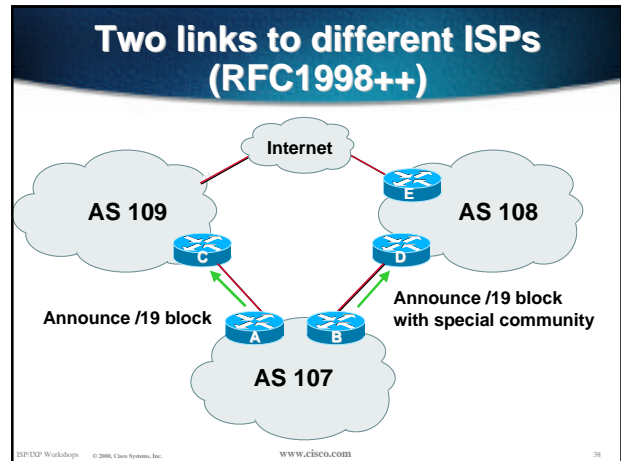 Two links to different ISPs
(RFC1998++)
Internet
AS 109
AS 108
E
C
D
Announce /19 block
Announce /19 block
with special community
A
B
AS 107
ISP/IXP Workshops © 2000, Cisco Systems, Inc. www.cisco.com 38